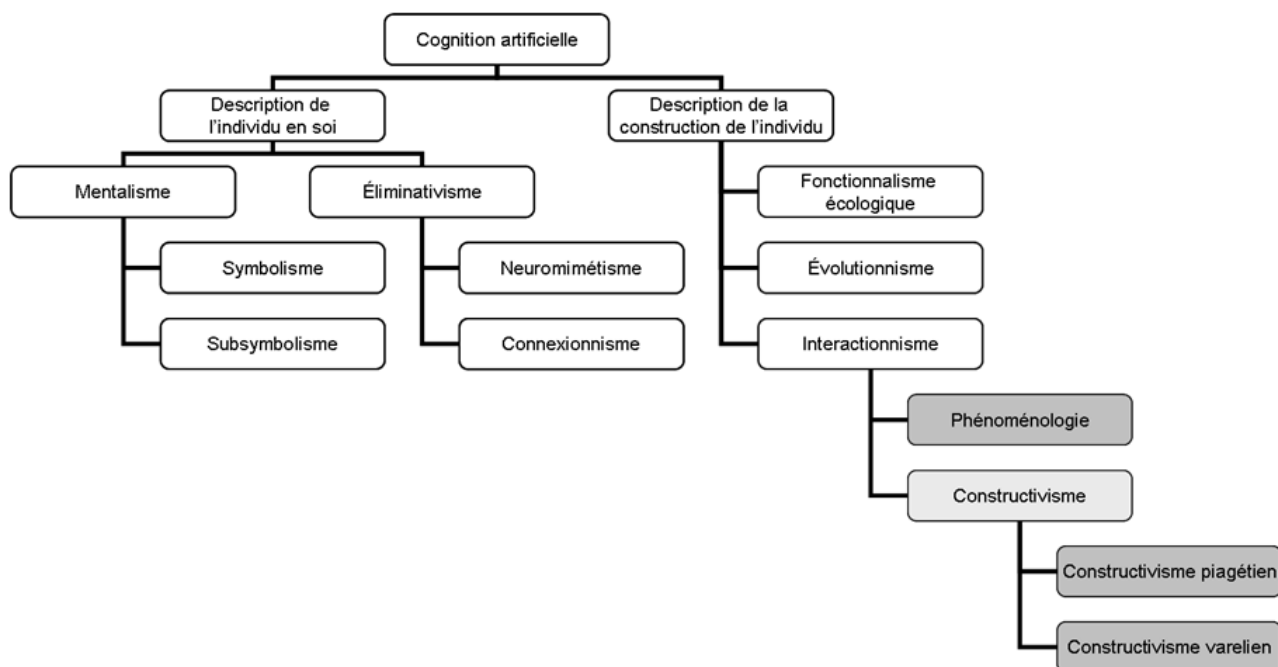 Cognition artificielle
Description de
l'individu en soi
Description de la
construction de l'individu
Mentalisme
Éliminativisme
Fonctionnalisme
écologique
Symbolisme
Neuromimétisme
Évolutionnisme
Subsymbolisme
Connexionnisme
Interactionnisme
Phénoménologie
Constructivisme
Constructivisme piagétien
Constructivisme varelien